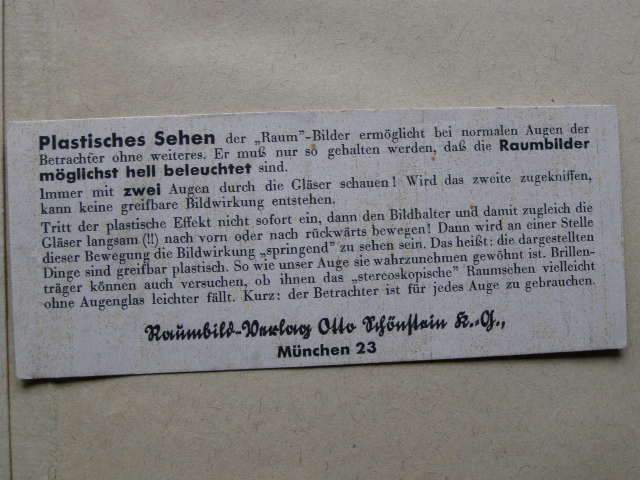 Plastisches Sehen der „Raum"-Bilder ermöglicht bei normalen Augen der
Betrachter ohne weiteres. Er muß nur so gehalten werden, daß die Raumbilder
möglichst hell beleuchtet sind.
Immer mit zwei Augen durch die Gläser schauen! Wird das zweite zugekniffen,
kann keine greifbare Bildwirkung entstehen.
Tritt der plastische Effekt nicht sofort ein, dann den Bildhalter und damit zugleich die
Gläser langsam (!!) nach vorn oder nach rückwärts bewegen! Dann wird an einer Stelle
dieser Bewegung die Bildwirkung „springend" zu sehen sein. Das heißt: die dargestellten
Dinge sind greifbar plastisch. So wie unser Auge sie wahrzunehmen gewöhnt ist. Brillen-
träger können auch versuchen, ob ihnen das „stercoskopische" Raumsehen vielleicht
ohne Augenglas leichter fällt. Kurz: der Betrachter ist für jedes Auge zu gebrauchen.
Raumbild-Verlag Otto Schönstein K.-G.,
München 23